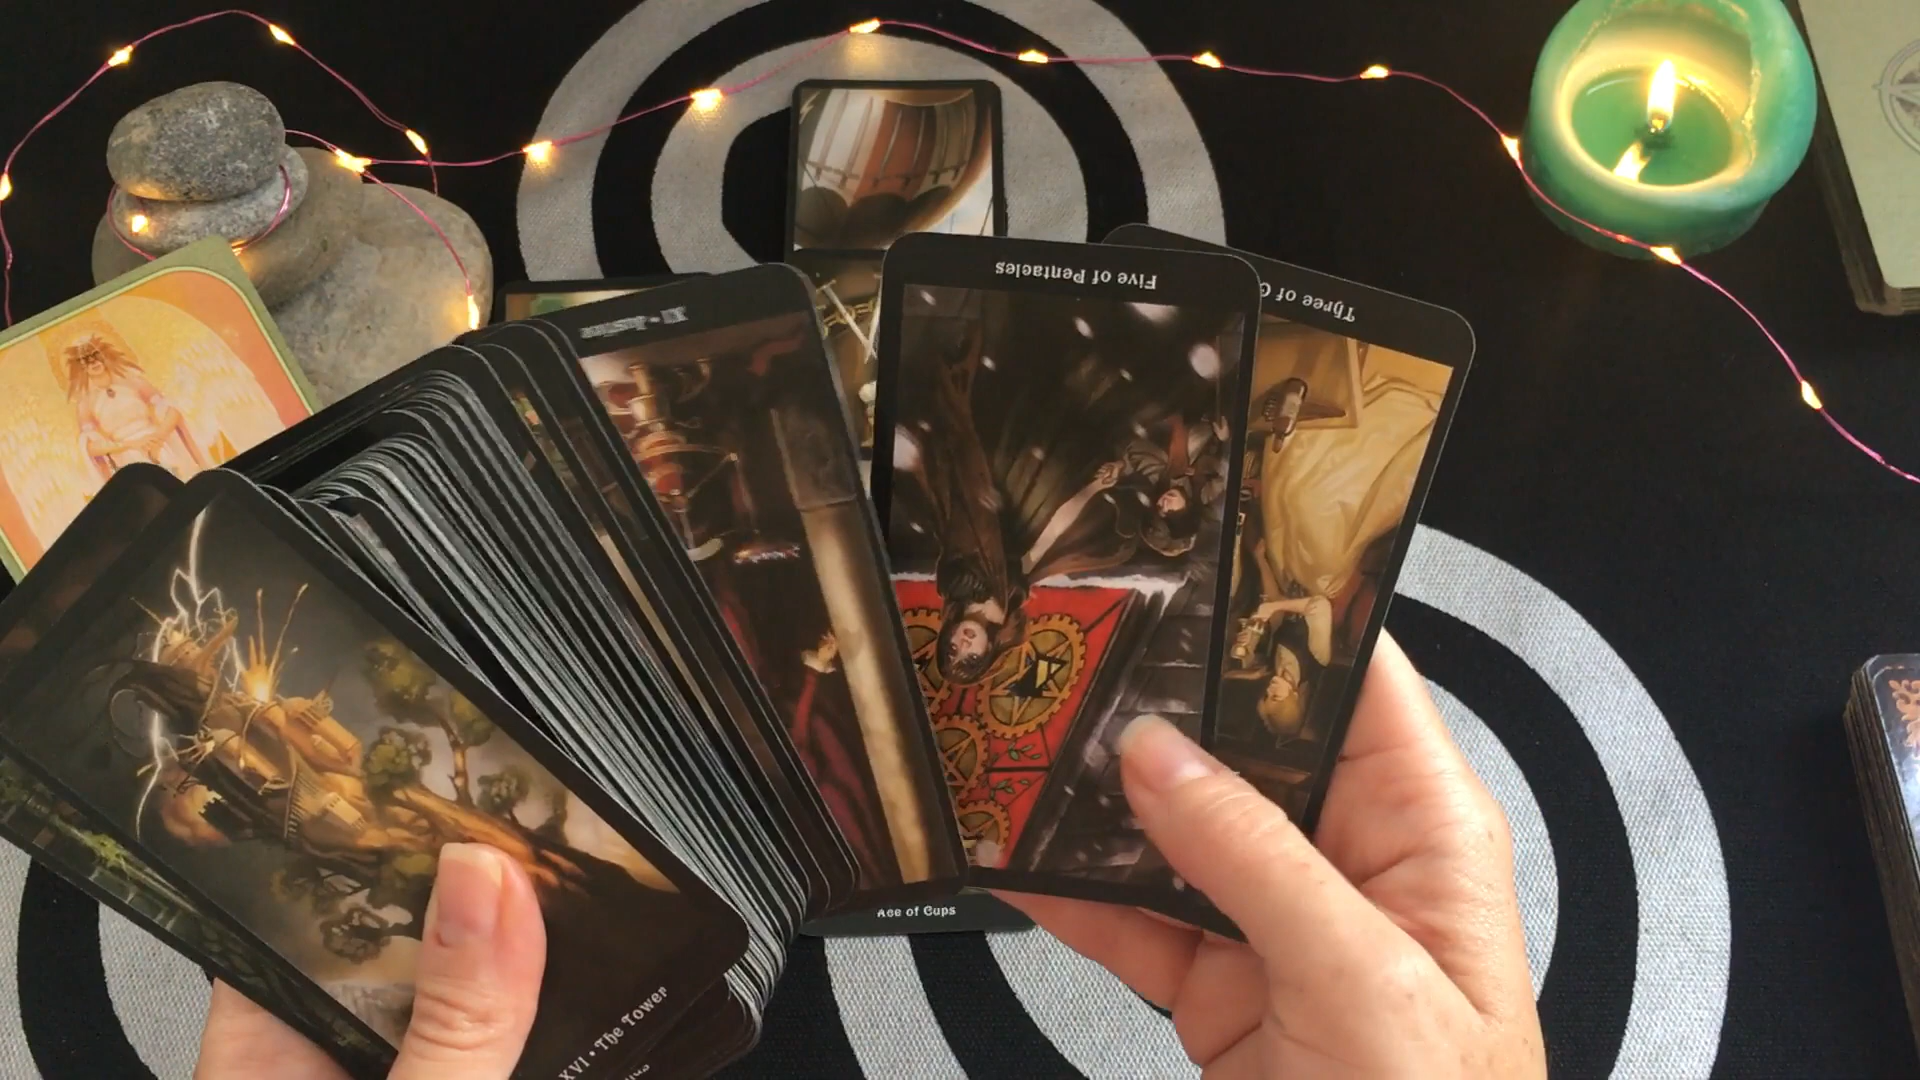 Five of Pentacles
Three of C
XI • Justice
Ace of Cups
XVI • The Tower